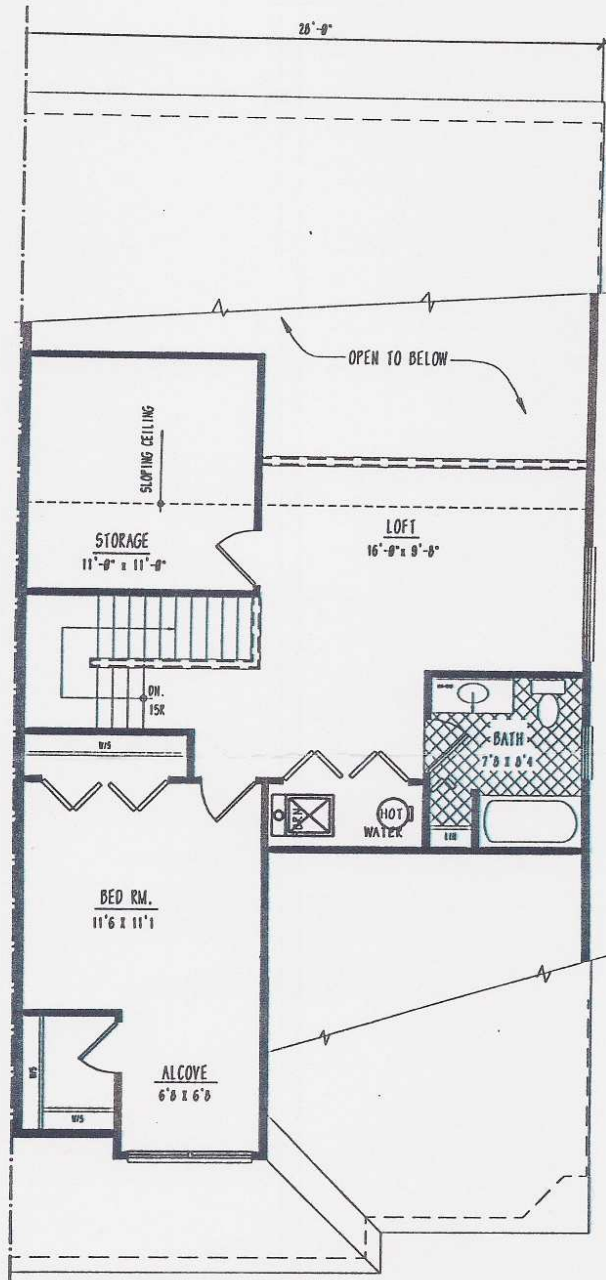 28'-0"
OPEN TO BELOW
SLOPING CEILING
STORAGE
11'-0" x 11'-0"
LOFT
16'-0" x 9'-8"
DN.
15R
W/S
BATH
7'8 X 8'4
HOT
WATER
BED RM.
11'6 X 11'1
W/S
W/S
ALCOVE
6'8 X 6'8